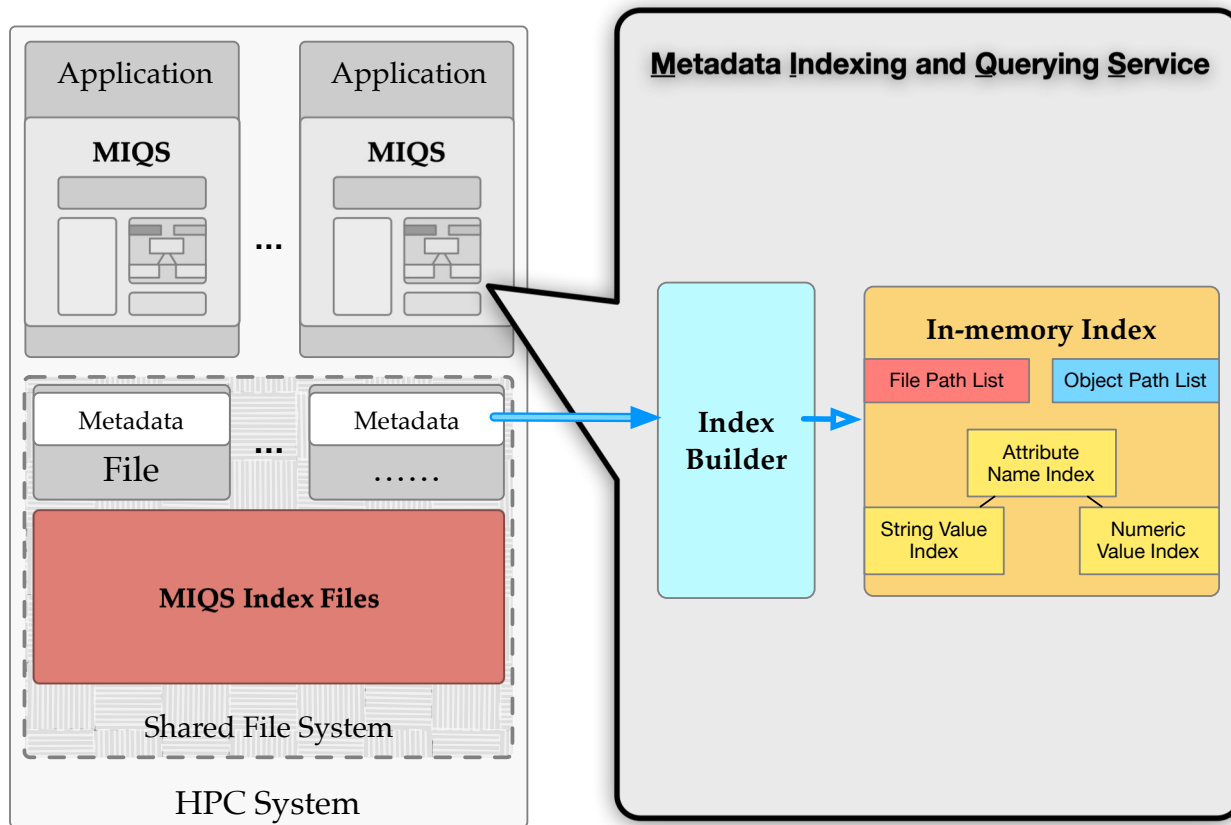 Application
MIQS
...
Application
MIQS
Metadata
File
...
Metadata
......
MIQS Index Files
Shared File System
HPC System
Metadata Indexing and Querying Service
Index
Builder
In-memory Index
File Path List
Object Path List
Attribute
Name Index
String Value
Index
Numeric
Value Index